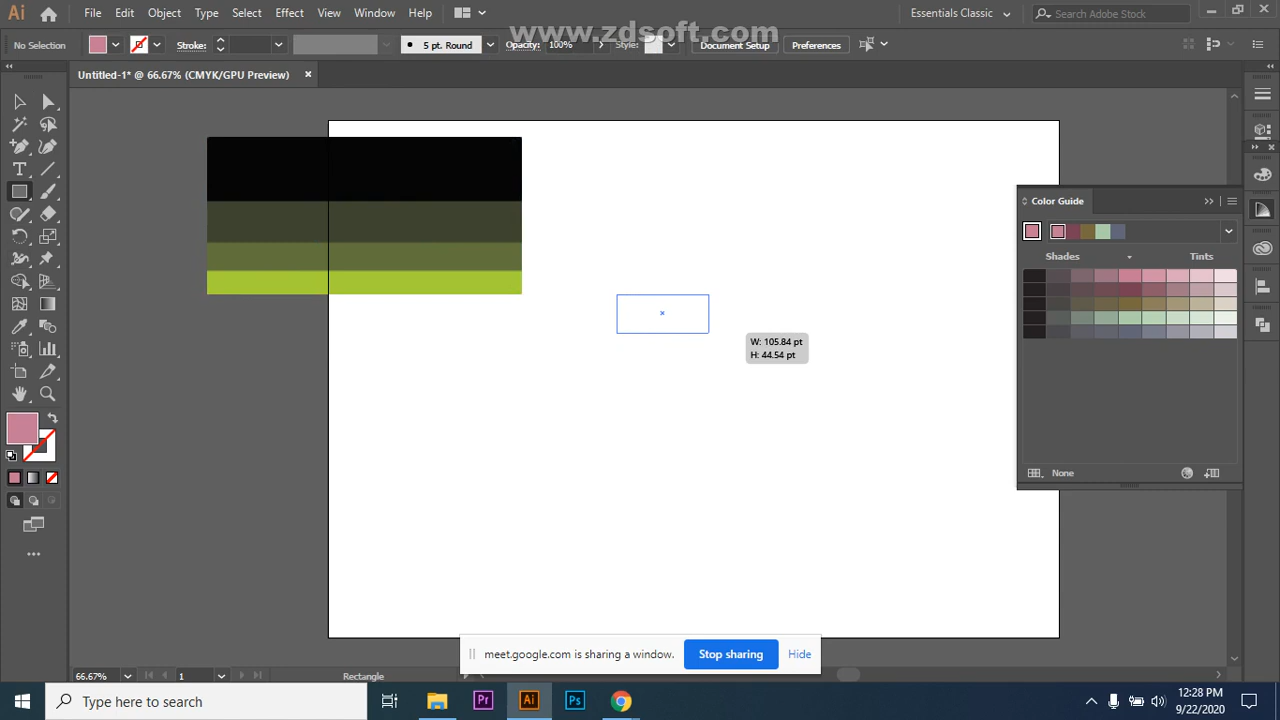 Ai File Edit Object Type Select Effect View Window Help Essentials Classic Search Adobe Stock
www.zdsoft.com
No Selection Stroke: 5 pt. Round Opacity: 100% Style: Document Setup Preferences
Untitled-1* @ 66.67% (CMYK/GPU Preview)
Color Guide
Shades Tints
W: 105.84 pt
H: 44.54 pt
None
meet.google.com is sharing a window. Stop sharing Hide
66.67% 1 Rectangle
Type here to search Pr Ai Ps 12:28 PM
9/22/2020